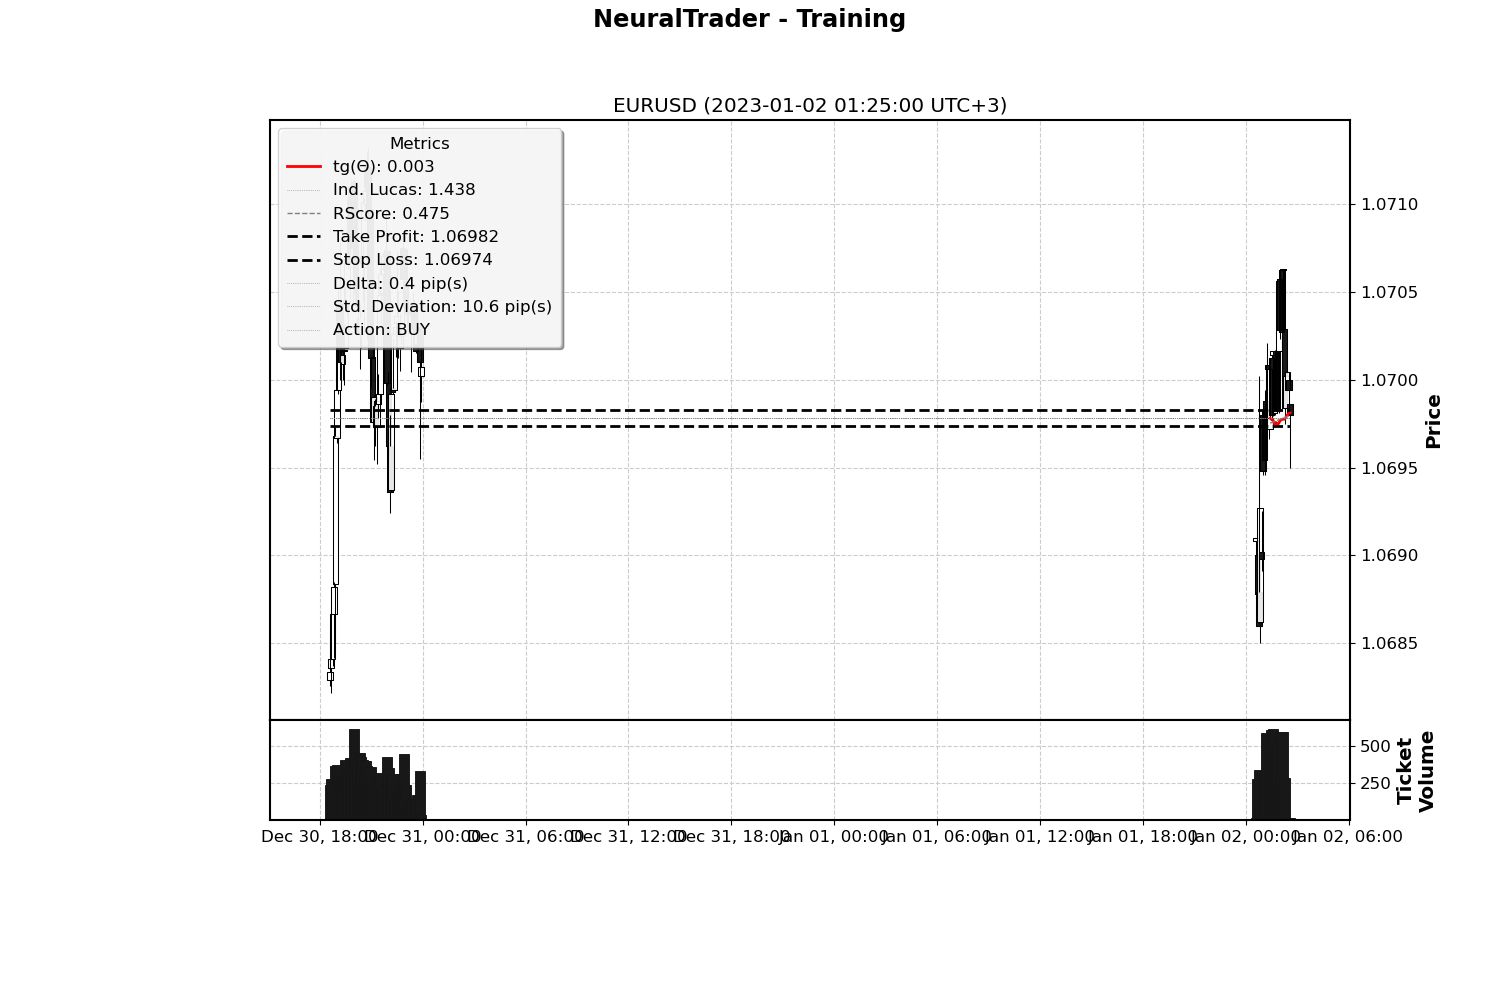 NeuralTrader - Training
EURUSD (2023-01-02 01:25:00 UTC+3)
Metrics
tg(Θ): 0.003
Ind. Lucas: 1.438
RScore: 0.475
Take Profit: 1.06982
Stop Loss: 1.06974
Delta: 0.4 pip(s)
Std. Deviation: 10.6 pip(s)
Action: BUY
1.0710
1.0705
1.0700
1.0695
1.0690
1.0685
Price
500
250
Ticket
Volume
Dec 30, 18:00
Dec 31, 00:00
Dec 31, 06:00
Dec 31, 12:00
Dec 31, 18:00
Jan 01, 00:00
Jan 01, 06:00
Jan 01, 12:00
Jan 01, 18:00
Jan 02, 00:00
Jan 02, 06:00